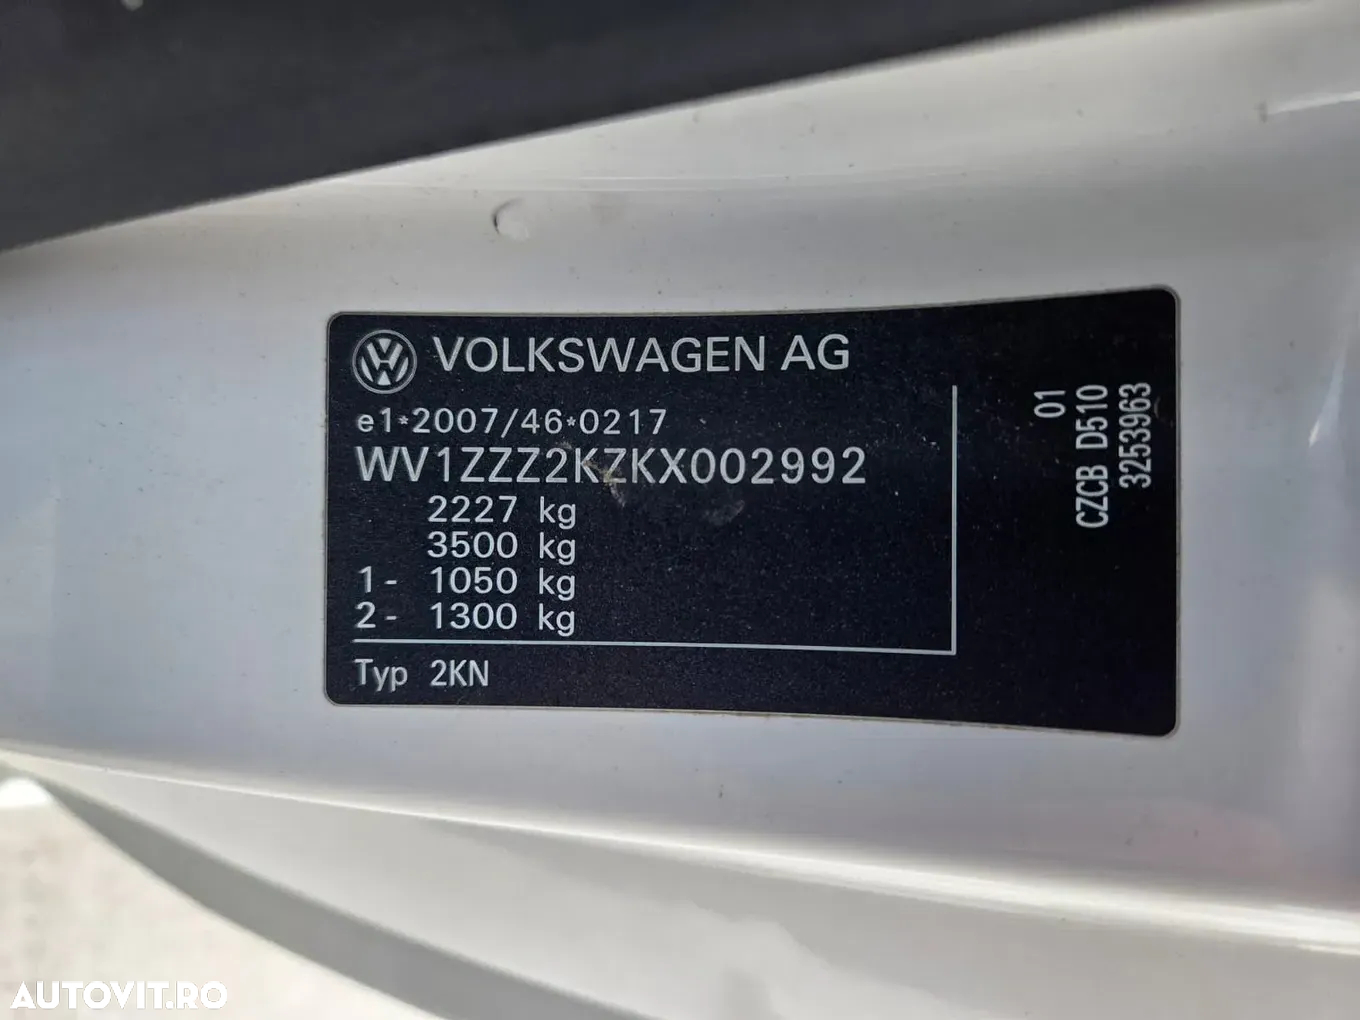 VOLKSWAGEN AG
e1*2007/46*0217
WV1ZZZ2KZKX002992
2227 kg
3500 kg
1- 1050 kg
2- 1300 kg
Typ 2KN
01
CZCB D510
3253963
AUTOVIT.RO